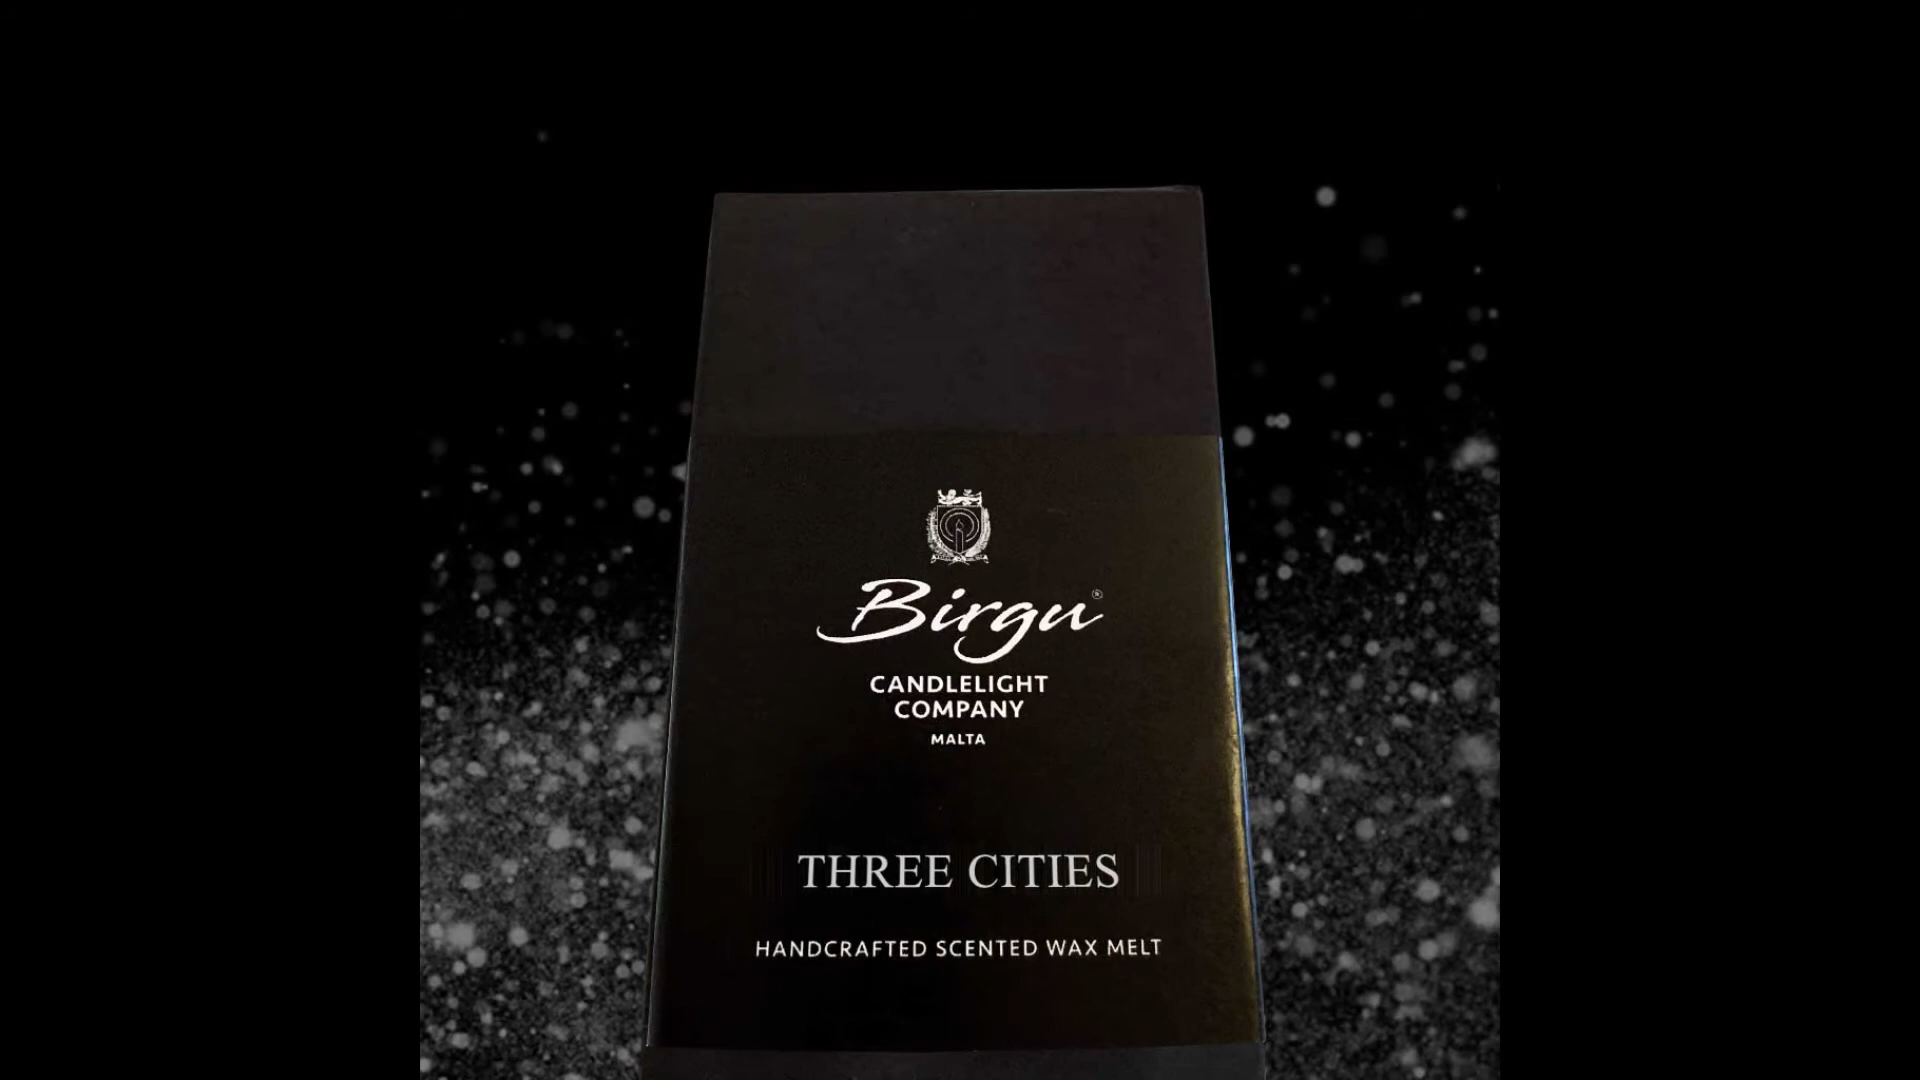 Birgu®
CANDLELIGHT
COMPANY
MALTA
THREE CITIES
HANDCRAFTED SCENTED WAX MELT